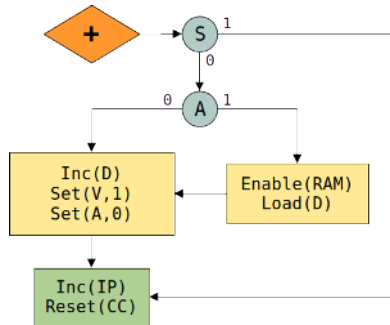 +
S
1
0
0
A
1
Inc(D)
Set(V,1)
Set(A,0)
Enable(RAM)
Load(D)
Inc(IP)
Reset(CC)